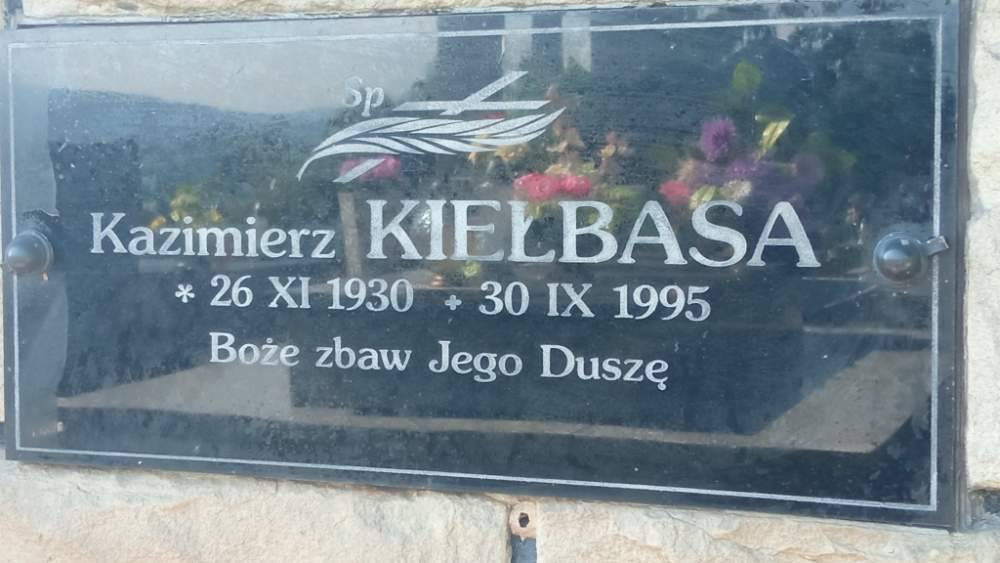 Sp
Kazimierz KIEŁBASA
* 26 XI 1930 + 30 IX 1995
Boże zbaw Jego Duszę